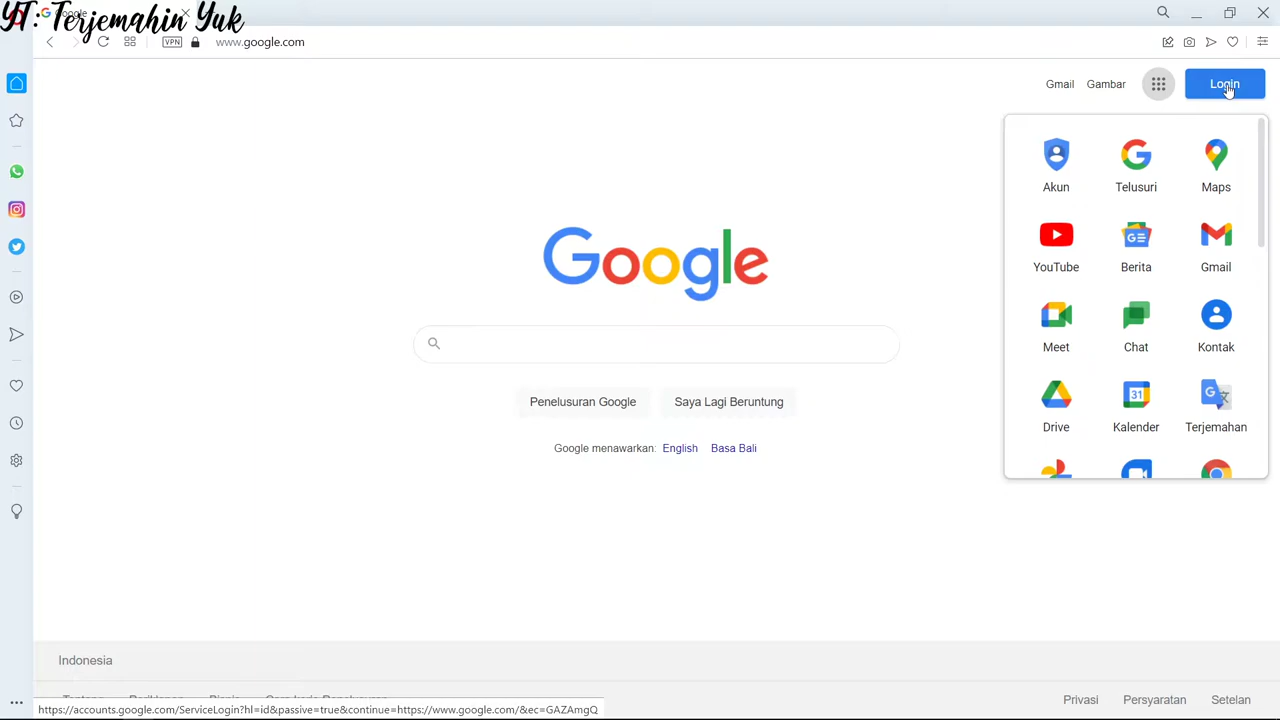 YT: Terjemahin Yuk
VPN
www.google.com
Gmail
Gambar
Login
Akun
Telusuri
Maps
YouTube
Berita
Gmail
Meet
Chat
Kontak
Drive
Kalender
Terjemahan
Google
Penelusuran Google
Saya Lagi Beruntung
Google menawarkan: English Basa Bali
Indonesia
Privasi
Persyaratan
Setelan
https://accounts.google.com/ServiceLogin?hl=id&passive=true&continue=https://www.google.com/&ec=GAZAmgQ